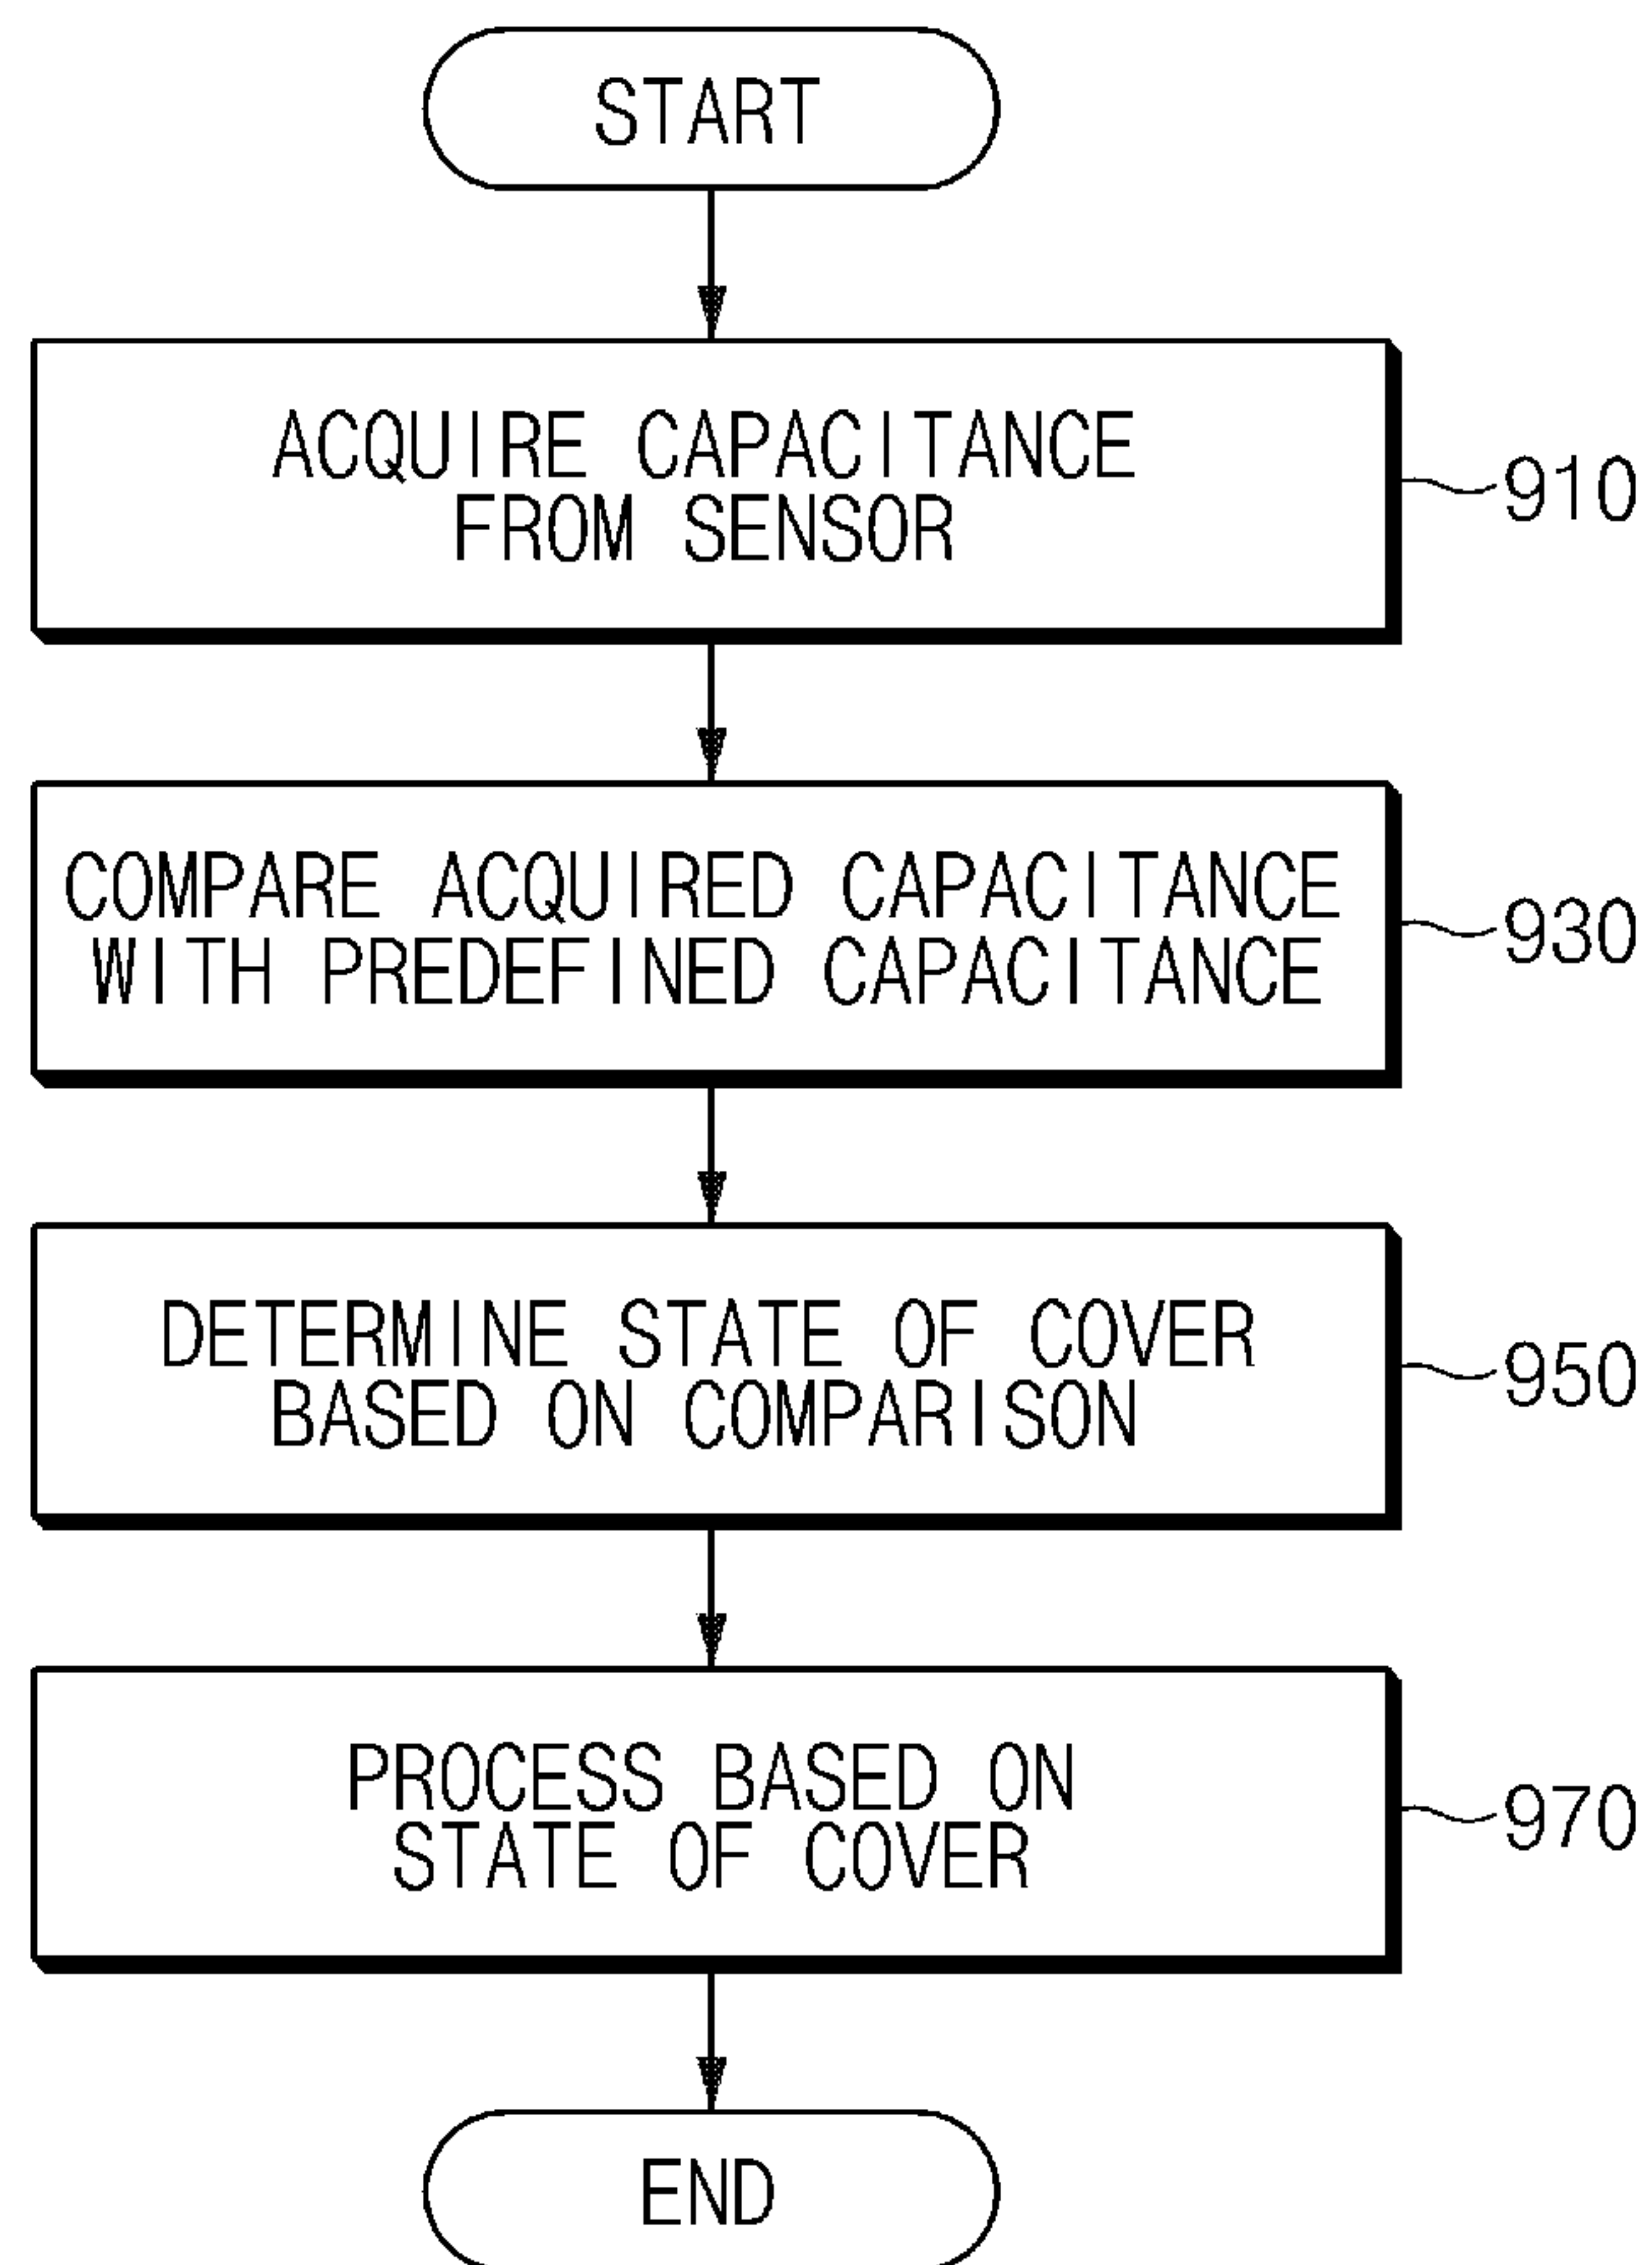 START
ACQUIRE CAPACITANCE
FROM SENSOR
910
COMPARE ACQUIRED CAPACITANCE
WITH PREDEFINED CAPACITANCE
930
DETERMINE STATE OF COVER
BASED ON COMPARISON
950
PROCESS BASED ON
STATE OF COVER
970
END